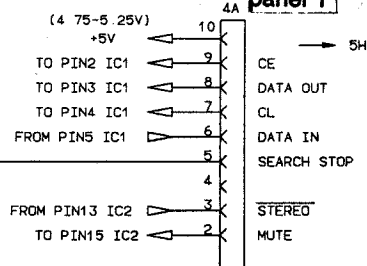 4A panel 1
(4 75-5.25V) 10
+5V
5H
TO PIN2 IC1 9 CE
TO PIN3 IC1 8 DATA OUT
TO PIN4 IC1 7 CL
FROM PIN5 IC1 6 DATA IN
5 SEARCH STOP
4
FROM PIN13 IC2 3 STEREO
TO PIN15 IC2 2 MUTE